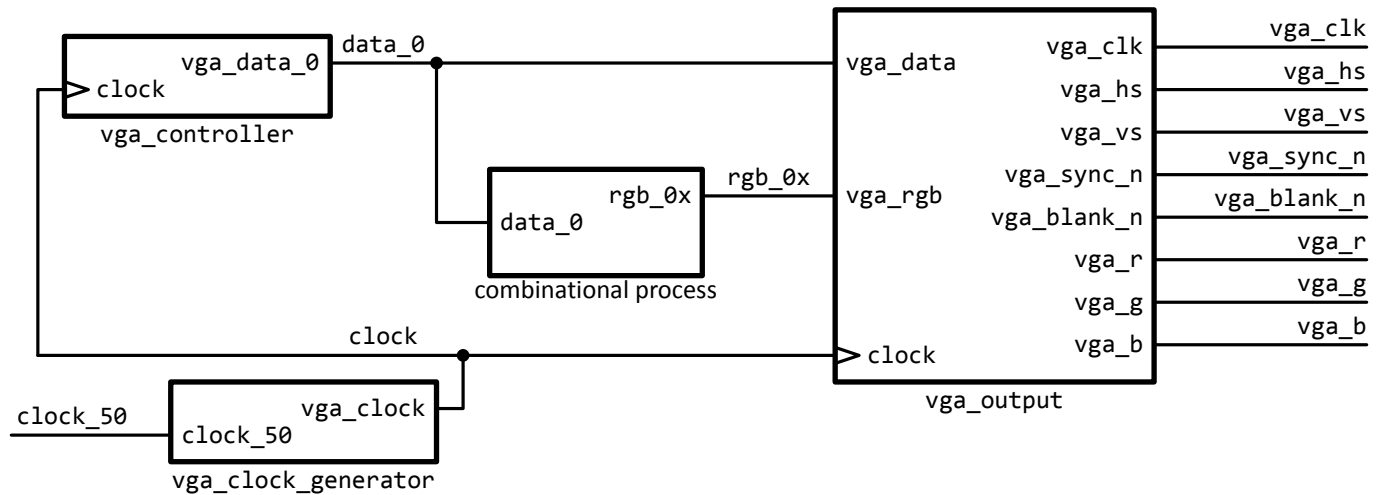 vga_data_0
clock
vga_controller
data_0
data_0
rgb_0x
combinational process
rgb_0x
vga_data
vga_rgb
clock
vga_clk
vga_hs
vga_vs
vga_sync_n
vga_blank_n
vga_r
vga_g
vga_b
vga_output
vga_clk
vga_hs
vga_vs
vga_sync_n
vga_blank_n
vga_r
vga_g
vga_b
clock
clock_50
vga_clock
clock_50
vga_clock_generator